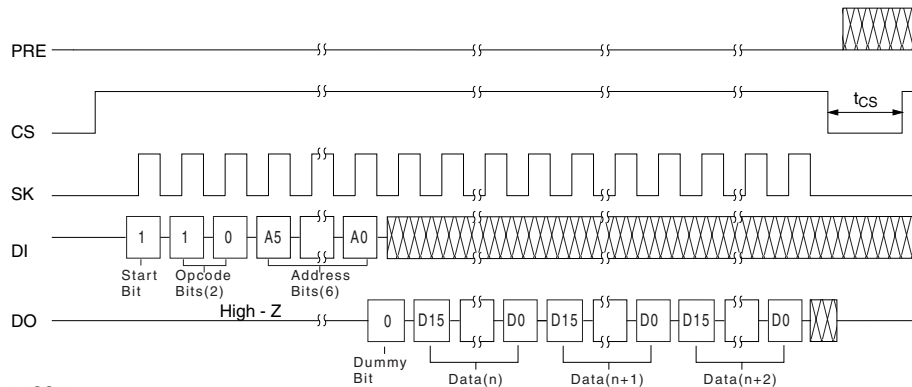 PRE
tCS
CS
SK
DI
1 1 0 A5 A0
Start Bit
Opcode Bits(2)
Address Bits(6)
High - Z
DO
0 D15 D0 D15 D0 D15 D0
Dummy Bit
Data(n)
Data(n+1)
Data(n+2)